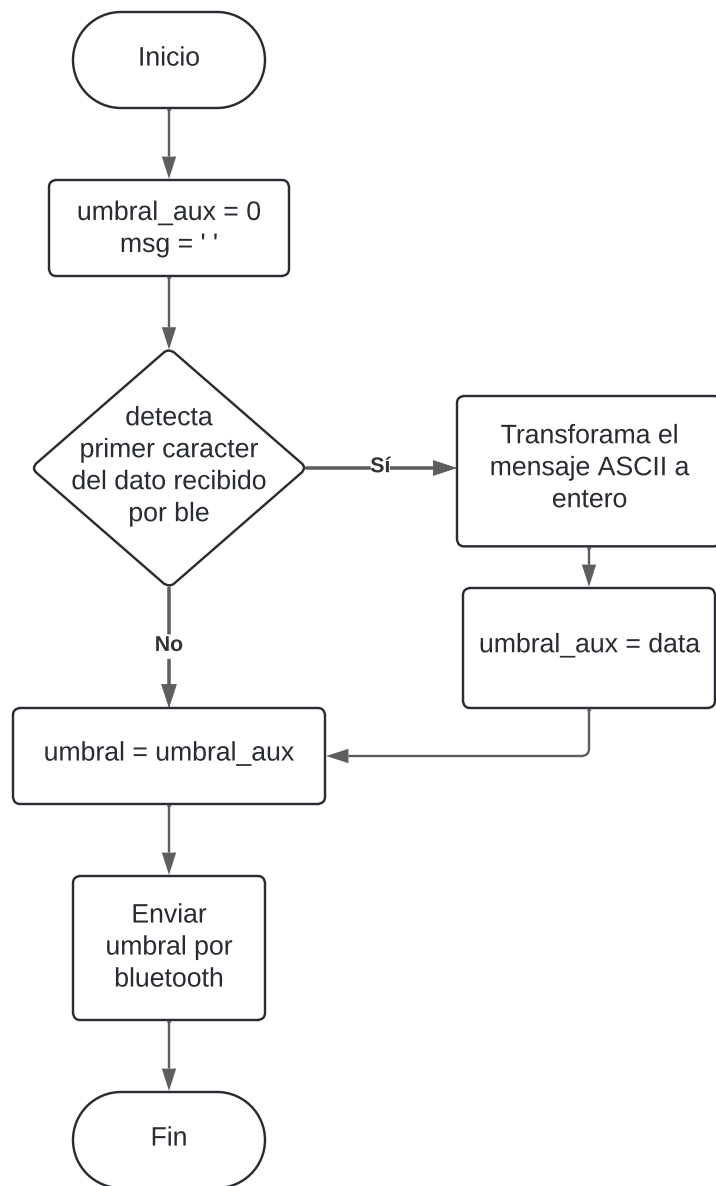 Inicio
umbral_aux = 0
msg = ' '
detecta
primer caracter
del dato recibido
por ble
Sí
Transforama el
mensaje ASCII a
entero
umbral_aux = data
No
umbral = umbral_aux
Enviar
umbral por
bluetooth
Fin